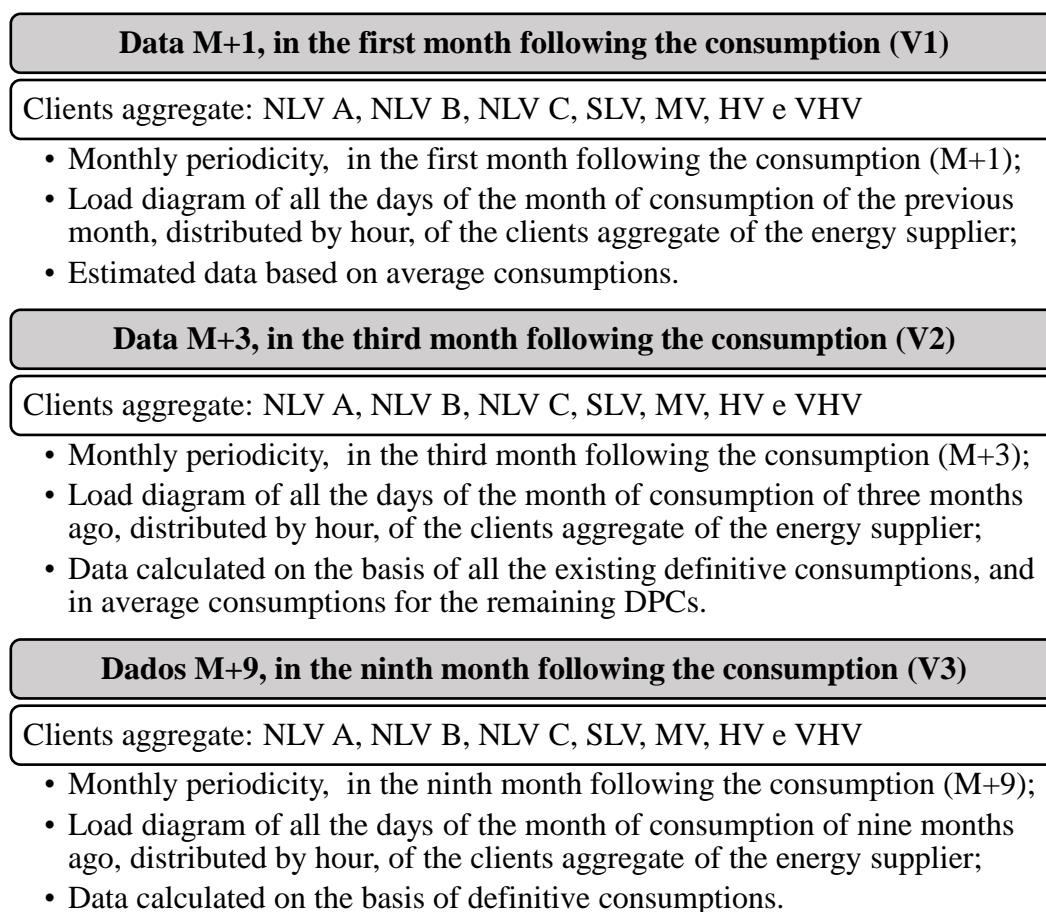 Data M+1, in the first month following the consumption (V1)
Clients aggregate: NLV A, NLV B, NLV C, SLV, MV, HV e VHV
• Monthly periodicity, in the first month following the consumption (M+1);
• Load diagram of all the days of the month of consumption of the previous
month, distributed by hour, of the clients aggregate of the energy supplier;
• Estimated data based on average consumptions.
Data M+3, in the third month following the consumption (V2)
Clients aggregate: NLV A, NLV B, NLV C, SLV, MV, HV e VHV
• Monthly periodicity, in the third month following the consumption (M+3);
• Load diagram of all the days of the month of consumption of three months
ago, distributed by hour, of the clients aggregate of the energy supplier;
• Data calculated on the basis of all the existing definitive consumptions, and
in average consumptions for the remaining DPCs.
Dados M+9, in the ninth month following the consumption (V3)
Clients aggregate: NLV A, NLV B, NLV C, SLV, MV, HV e VHV
• Monthly periodicity, in the ninth month following the consumption (M+9);
• Load diagram of all the days of the month of consumption of nine months
ago, distributed by hour, of the clients aggregate of the energy supplier;
• Data calculated on the basis of definitive consumptions.